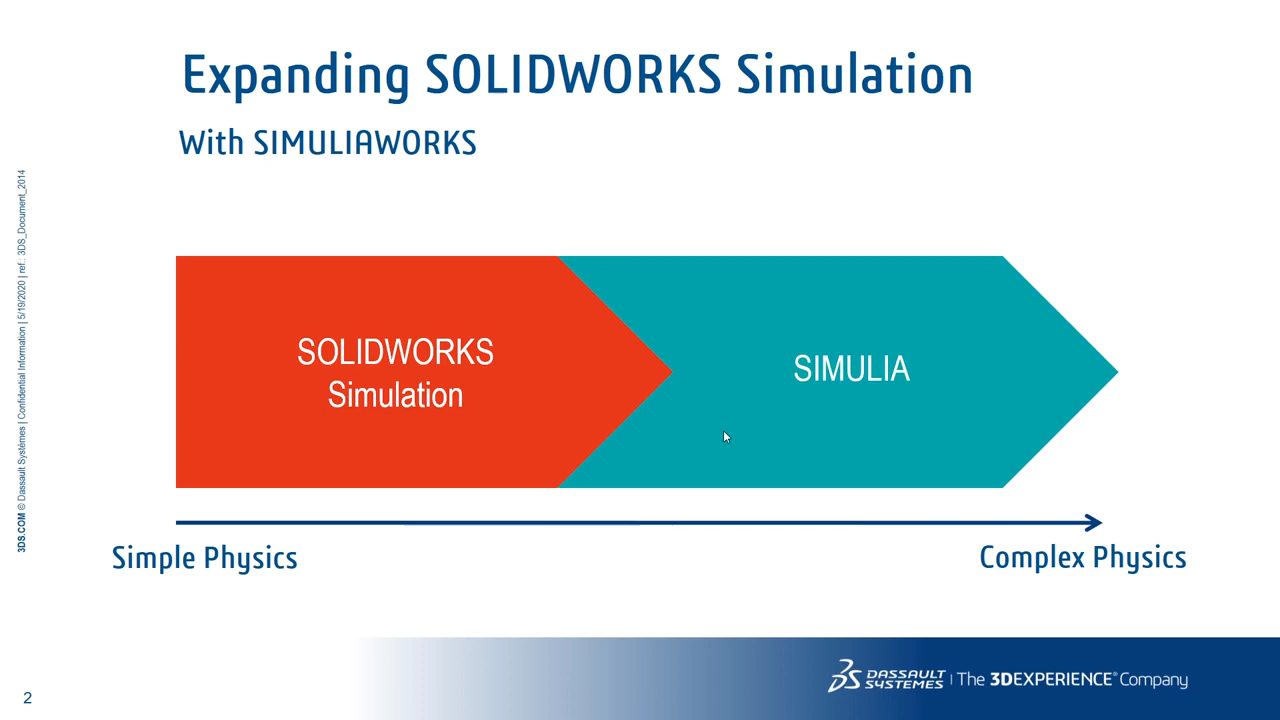 Expanding SOLIDWORKS Simulation
With SIMULIAWORKS
3DS.COM © Dassault Systèmes | Confidential Information | 5/19/2020 | ref.: 3DS_Document_2014
SOLIDWORKS
Simulation
SIMULIA
Simple Physics
Complex Physics
DASSAULT
SYSTEMES
| The 3DEXPERIENCE® Company
2